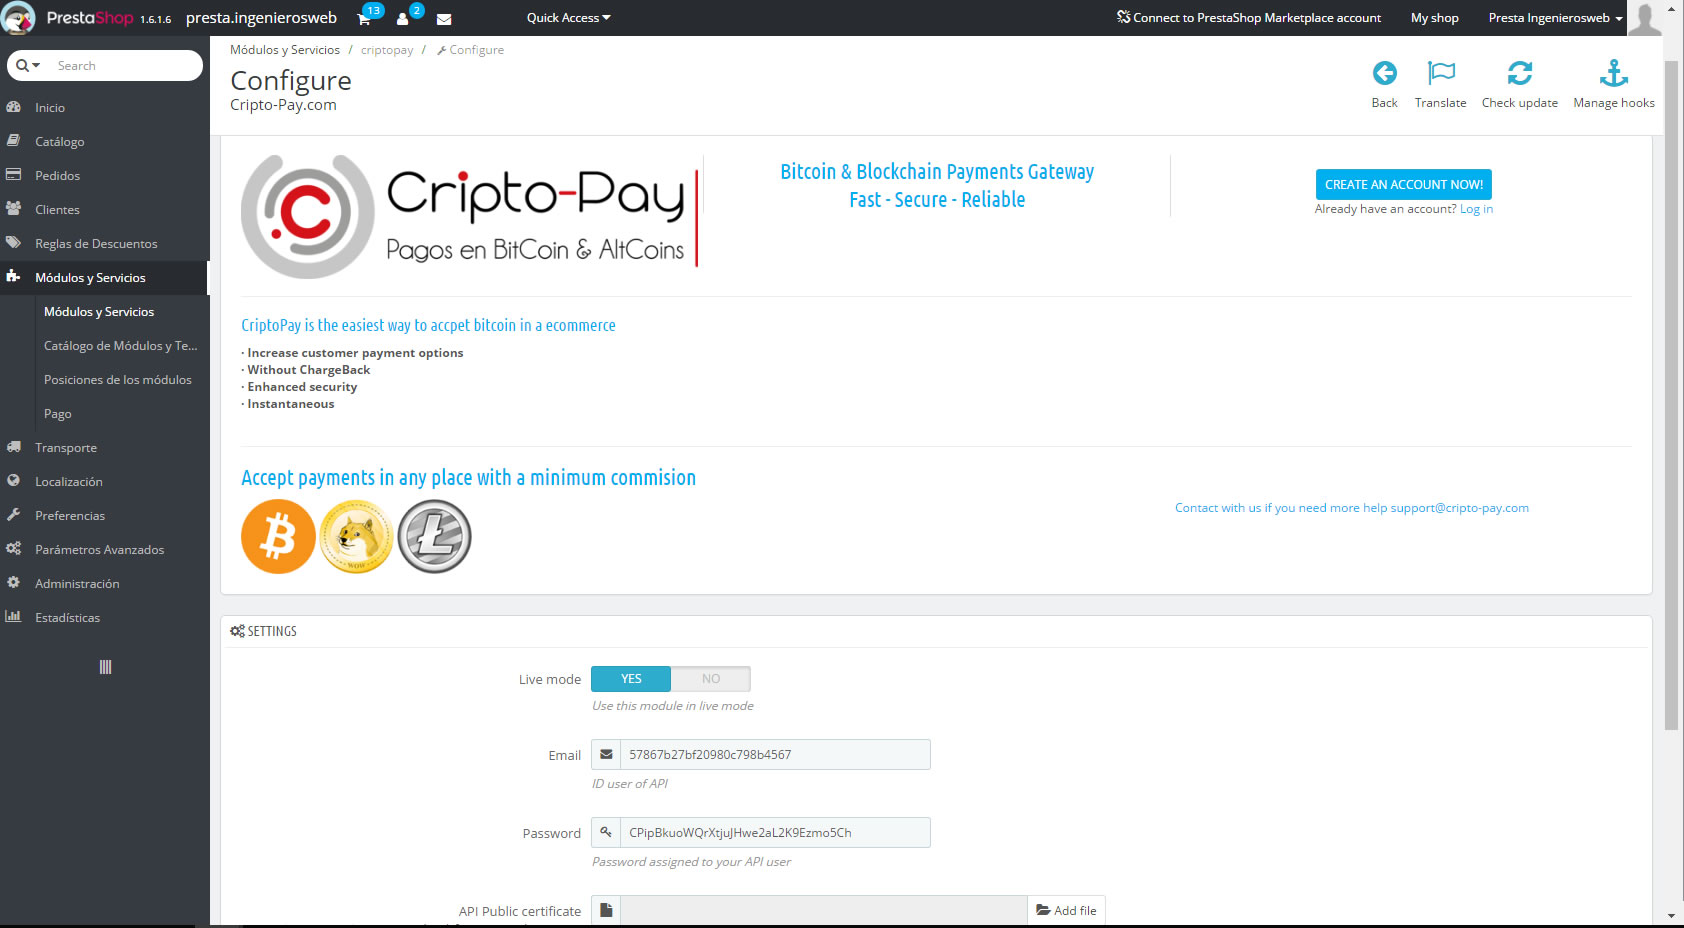 PrestaShop 1.6.1.6 presta.ingenierosweb 13 2 Quick Access Connect to PrestaShop Marketplace account My shop Presta Ingenierosweb
Search
Inicio
Catálogo
Pedidos
Clientes
Reglas de Descuentos
Módulos y Servicios
Módulos y Servicios
Catálogo de Módulos y Te...
Posiciones de los módulos
Pago
Transporte
Localización
Preferencias
Parámetros Avanzados
Administración
Estadísticas
Módulos y Servicios / criptopay / Configure
Configure
Cripto-Pay.com
Back Translate Check update Manage hooks
Cripto-Pay
Pagos en BitCoin & AltCoins
Bitcoin & Blockchain Payments Gateway
Fast - Secure - Reliable
CREATE AN ACCOUNT NOW!
Already have an account? Log in
CriptoPay is the easiest way to accpet bitcoin in a ecommerce
· Increase customer payment options
· Without ChargeBack
· Enhanced security
· Instantaneous
Accept payments in any place with a minimum commision
WOW
Contact with us if you need more help support@cripto-pay.com
SETTINGS
Live mode YES NO
Use this module in live mode
Email 57867b27bf20980c798b4567
ID user of API
Password CPipBkuoWQrXtjuJHwe2aL2K9Ezmo5Ch
Password assigned to your API user
API Public certificate Add file